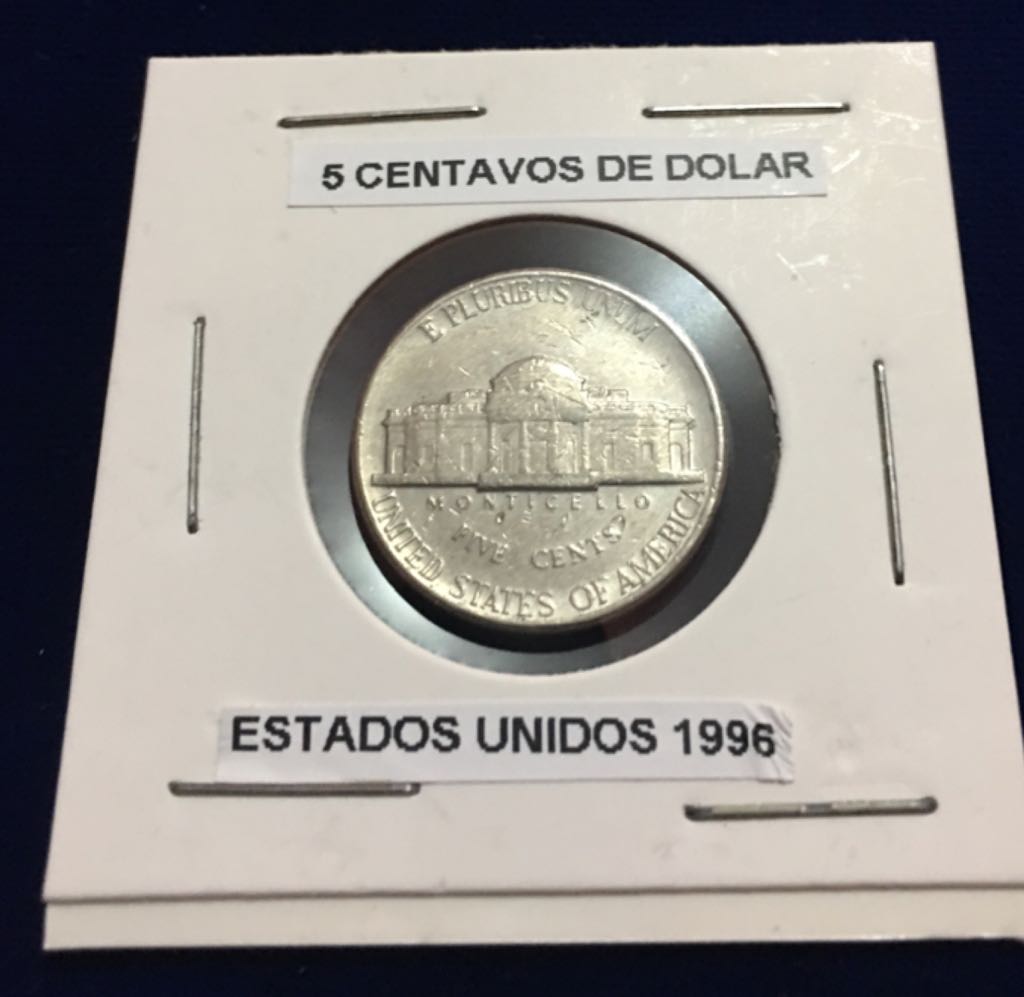 5 CENTAVOS DE DOLAR
E PLURIBUS UNUM
MONTICELLO
FIVE CENTS
UNITED STATES OF AMERICA
ESTADOS UNIDOS 1996